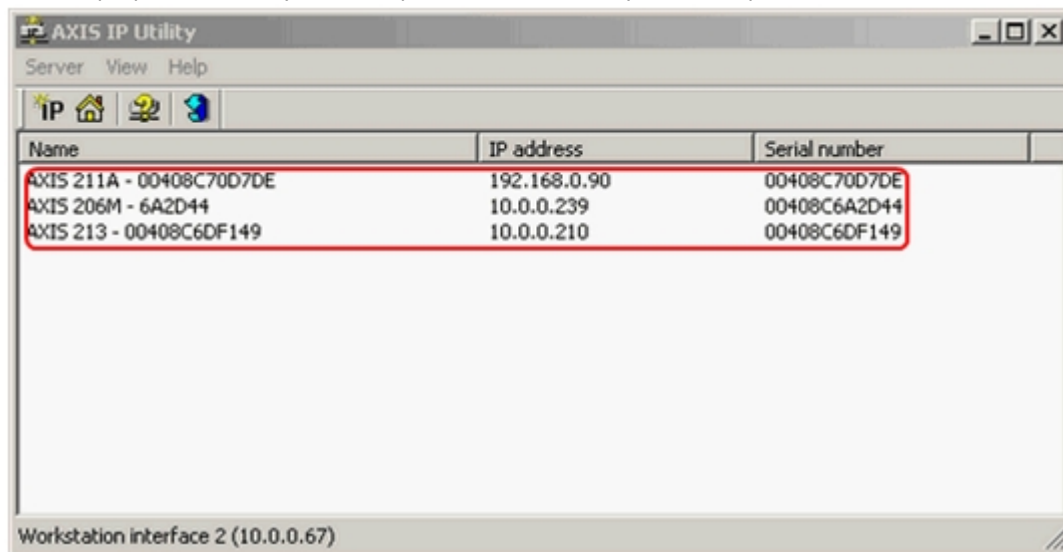 AXIS IP Utility
Server View Help
IP
Name IP address Serial number
AXIS 211A - 00408C70D7DE 192.168.0.90 00408C70D7DE
AXIS 206M - 6A2D44 10.0.0.239 00408C6A2D44
AXIS 213 - 00408C6DF149 10.0.0.210 00408C6DF149
Workstation interface 2 (10.0.0.67)